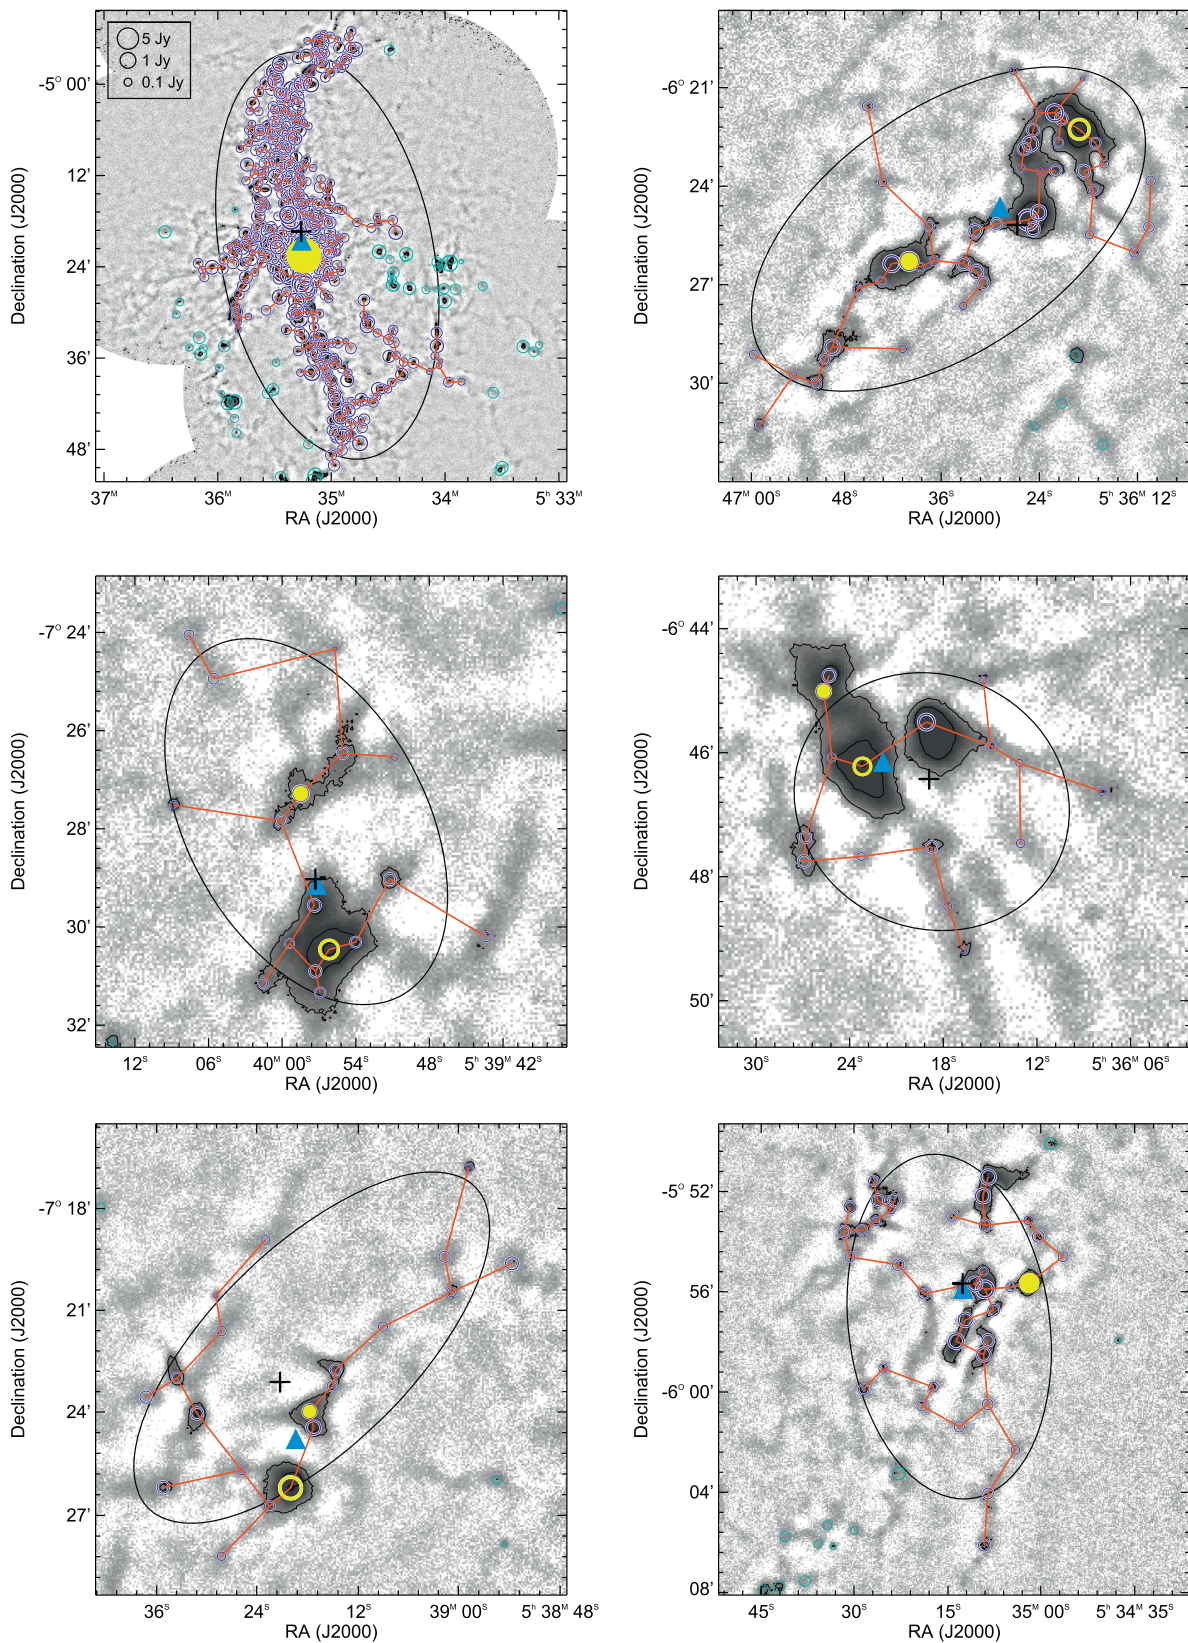 5 Jy
1 Jy
0.1 Jy
-5° 00'
12'
24'
36'
48'
Declination (J2000)
37ᴹ 36ᴹ 35ᴹ 34ᴹ 5ʰ 33ᴹ
RA (J2000)
-6° 21'
24'
27'
30'
Declination (J2000)
47ᴹ 00ˢ 48ˢ 36ˢ 24ˢ 5ʰ 36ᴹ 12ˢ
RA (J2000)
-7° 24'
26'
28'
30'
32'
Declination (J2000)
12ˢ 06ˢ 40ᴹ 00ˢ 54ˢ 48ˢ 5ʰ 39ᴹ 42ˢ
RA (J2000)
-6° 44'
46'
48'
50'
Declination (J2000)
30ˢ 24ˢ 18ˢ 12ˢ 5ʰ 36ᴹ 06ˢ
RA (J2000)
-7° 18'
21'
24'
27'
Declination (J2000)
36ˢ 24ˢ 12ˢ 39ᴹ 00ˢ 5ʰ 38ᴹ 48ˢ
RA (J2000)
-5° 52'
56'
-6° 00'
04'
08'
Declination (J2000)
45ˢ 30ˢ 15ˢ 35ᴹ 00ˢ 5ʰ 34ᴹ 35ˢ
RA (J2000)